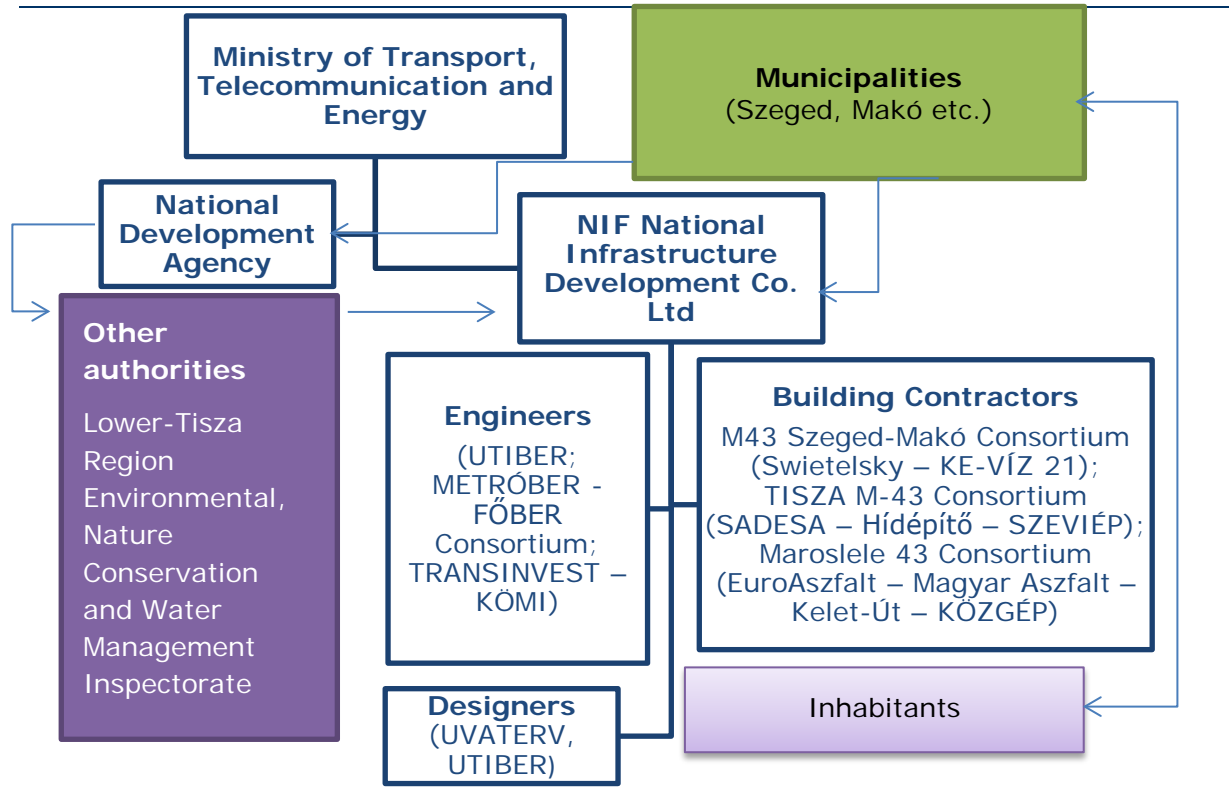 Ministry of Transport,
Telecommunication and
Energy
Municipalities
(Szeged, Makó etc.)
National
Development
Agency
NIF National
Infrastructure
Development Co.
Ltd
Other
authorities
Lower-Tisza
Region
Environmental,
Nature
Conservation
and Water
Management
Inspectorate
Engineers
(UTIBER;
METRÓBER -
FŐBER
Consortium;
TRANSINVEST –
KÖMI)
Building Contractors
M43 Szeged-Makó Consortium
(Swietelsky – KE-VÍZ 21);
TISZA M-43 Consortium
(SADESA – Hídépítő – SZEVIÉP);
Maroslele 43 Consortium
(EuroAszfalt – Magyar Aszfalt –
Kelet-Út – KÖZGÉP)
Designers
(UVATERV,
UTIBER)
Inhabitants